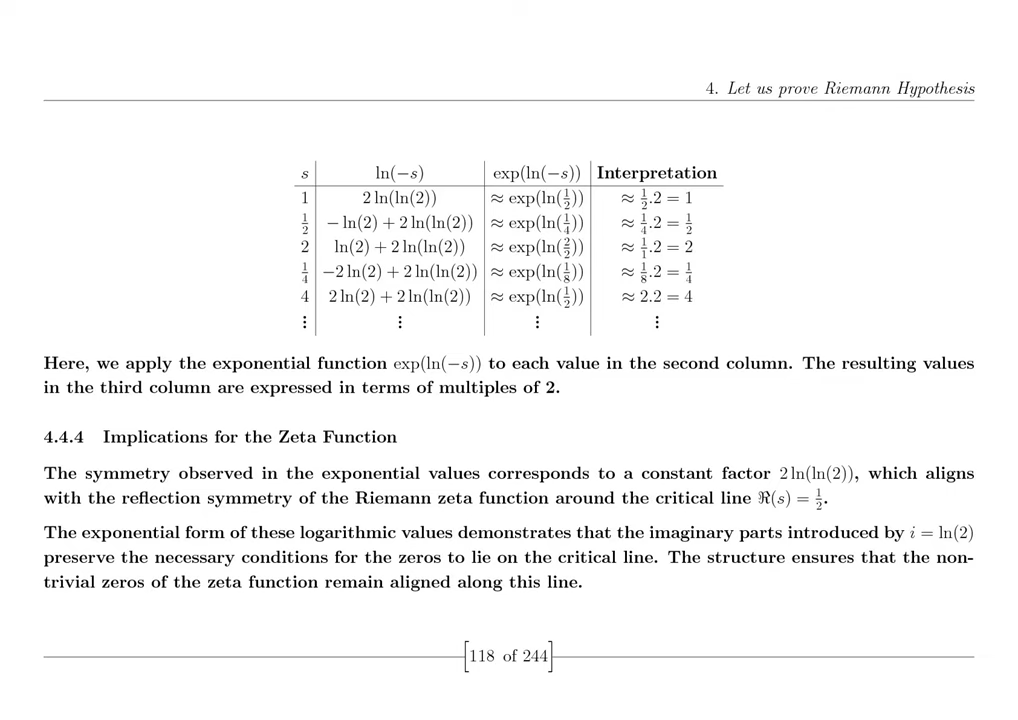 4. Let us prove Riemann Hypothesis
s ln(−s) exp(ln(−s)) Interpretation
1 2 ln(ln(2)) ≈ exp(ln(1/2)) ≈ 1/2.2 = 1
1/2 − ln(2) + 2 ln(ln(2)) ≈ exp(ln(1/4)) ≈ 1/4.2 = 1/2
2 ln(2) + 2 ln(ln(2)) ≈ exp(ln(2/2)) ≈ 1/1.2 = 2
1/4 −2 ln(2) + 2 ln(ln(2)) ≈ exp(ln(1/8)) ≈ 1/8.2 = 1/4
4 2 ln(2) + 2 ln(ln(2)) ≈ exp(ln(1/2)) ≈ 2.2 = 4
⋮ ⋮ ⋮ ⋮
Here, we apply the exponential function exp(ln(−s)) to each value in the second column. The resulting values
in the third column are expressed in terms of multiples of 2.
4.4.4 Implications for the Zeta Function
The symmetry observed in the exponential values corresponds to a constant factor 2 ln(ln(2)), which aligns
with the reflection symmetry of the Riemann zeta function around the critical line ℜ(s) = 1/2.
The exponential form of these logarithmic values demonstrates that the imaginary parts introduced by i = ln(2)
preserve the necessary conditions for the zeros to lie on the critical line. The structure ensures that the non-
trivial zeros of the zeta function remain aligned along this line.
[118 of 244]